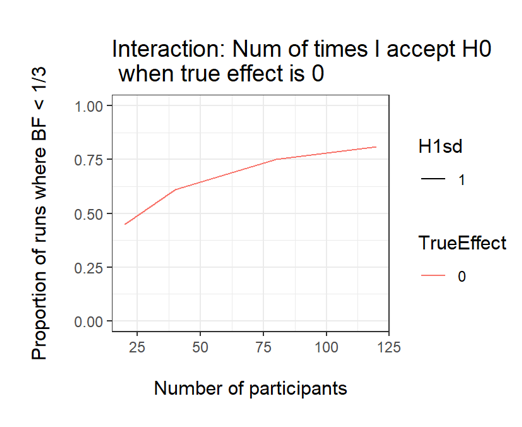 Interaction: Num of times I accept H0
when true effect is 0
Proportion of runs where BF < 1/3
1.00
0.75
0.50
0.25
0.00
25 50 75 100 125
Number of participants
H1sd
1
TrueEffect
0